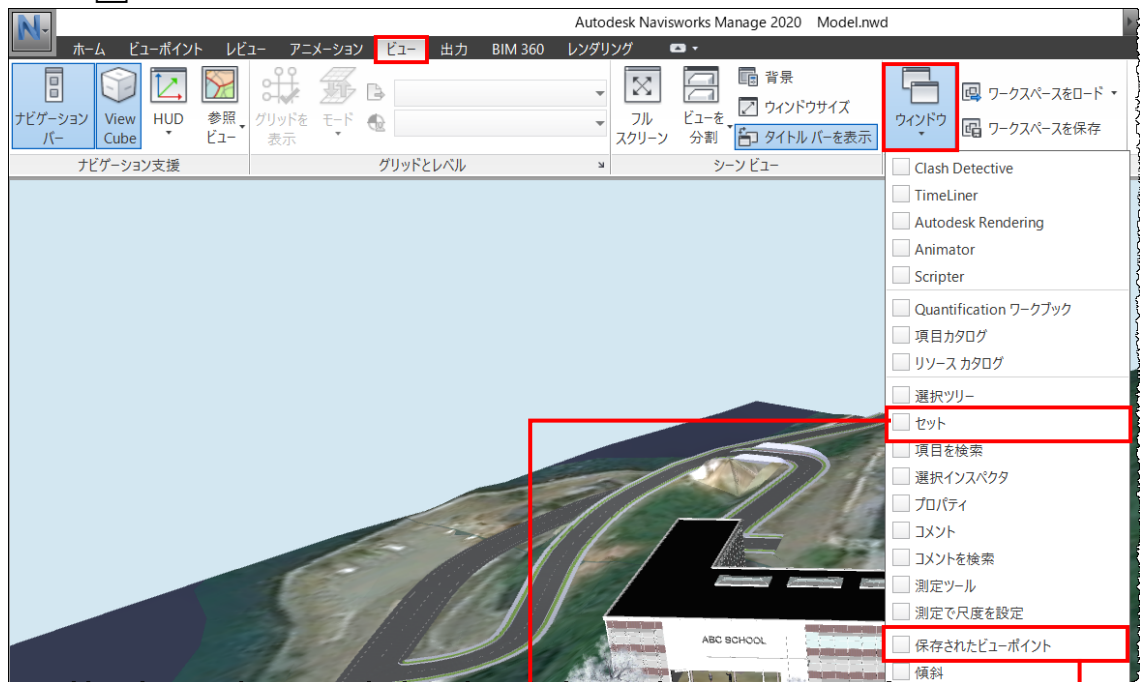 Autodesk Navisworks Manage 2020 Model.nwd
N
ホーム ビューポイント レビュー アニメーション ビュー 出力 BIM 360 レンダリング
ナビゲーション
バー
View
Cube
HUD
参照
ビュー
グリッドを
表示
モード
フル
スクリーン
ビューを
分割
背景
ウィンドウサイズ
タイトル バーを表示
ウィンドウ
ワークスペースをロード
ワークスペースを保存
ナビゲーション支援
グリッドとレベル
シーン ビュー
Clash Detective
TimeLiner
Autodesk Rendering
Animator
Scripter
Quantification ワークブック
項目カタログ
リソース カタログ
選択ツリー
セット
項目を検索
選択インスペクタ
プロパティ
コメント
コメントを検索
測定ツール
測定で尺度を設定
保存されたビューポイント
傾斜
ABC SCHOOL